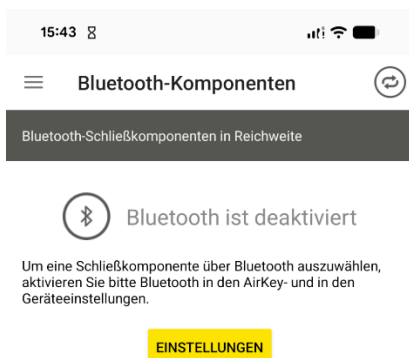 15:43
Bluetooth-Komponenten
Bluetooth-Schließkomponenten in Reichweite
Bluetooth ist deaktiviert
Um eine Schließkomponente über Bluetooth auszuwählen,
aktivieren Sie bitte Bluetooth in den AirKey- und in den
Geräteeinstellungen.
EINSTELLUNGEN